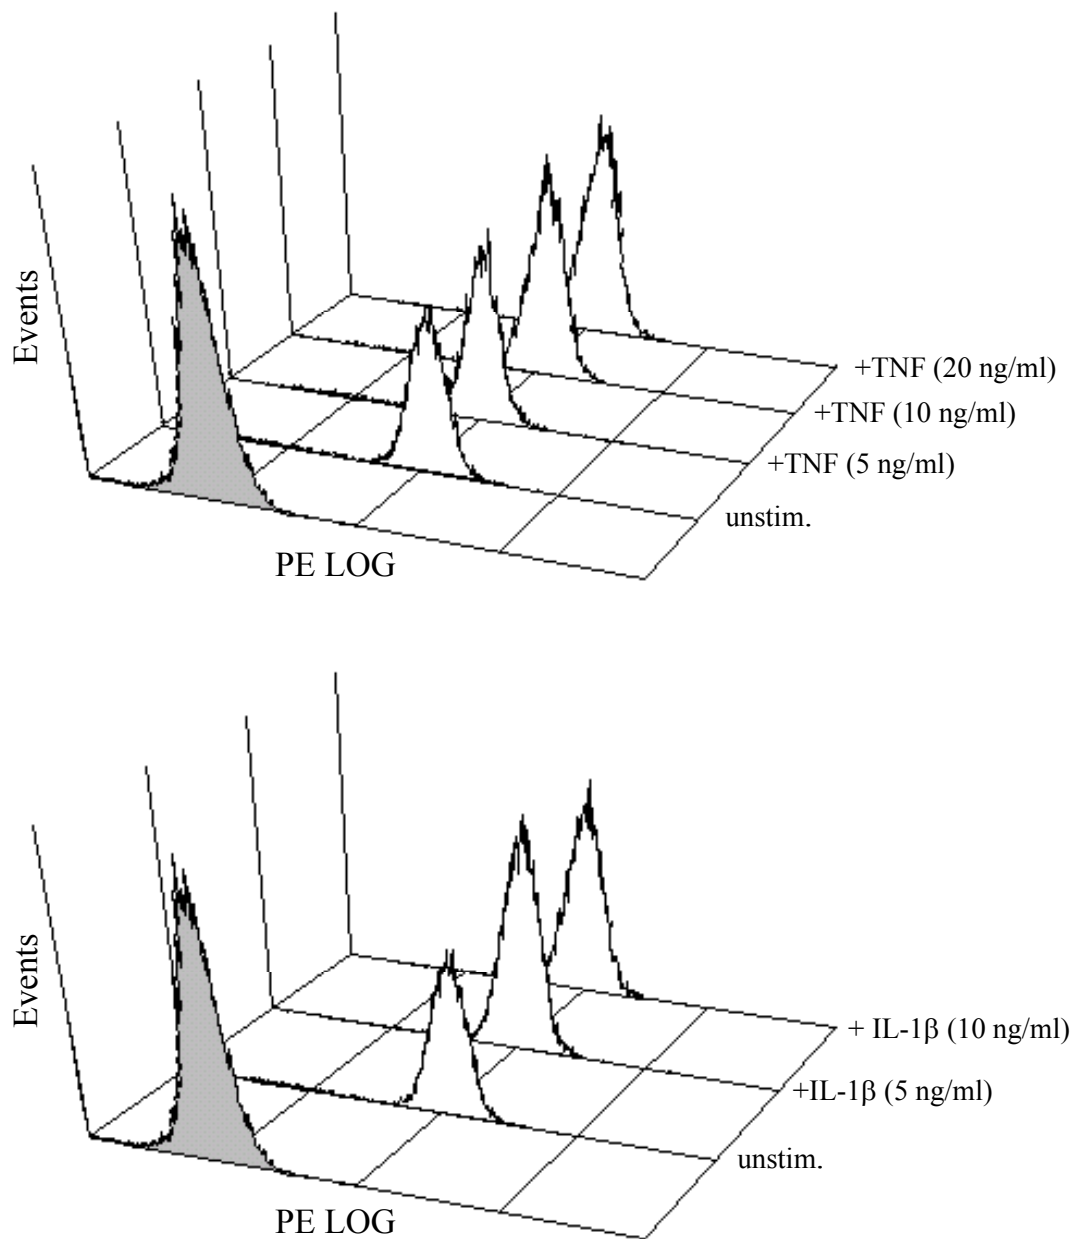 Events
+TNF (20 ng/ml)
+TNF (10 ng/ml)
+TNF (5 ng/ml)
unstim.
PE LOG
Events
+ IL-1β (10 ng/ml)
+IL-1β (5 ng/ml)
unstim.
PE LOG